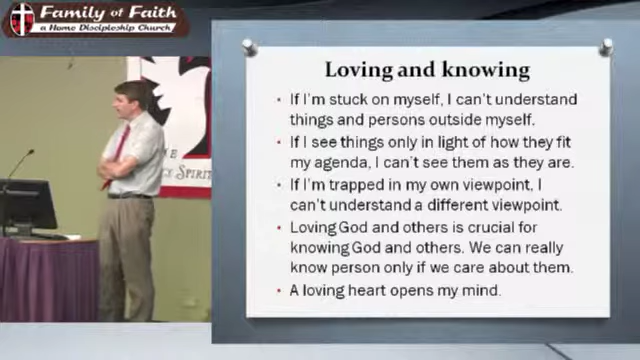 Family of Faith
a Home Discipleship Church
Loving and knowing
• If I'm stuck on myself, I can't understand
things and persons outside myself.
• If I see things only in light of how they fit
my agenda, I can't see them as they are.
• If I'm trapped in my own viewpoint, I
can't understand a different viewpoint.
• Loving God and others is crucial for
knowing God and others. We can really
know person only if we care about them.
• A loving heart opens my mind.